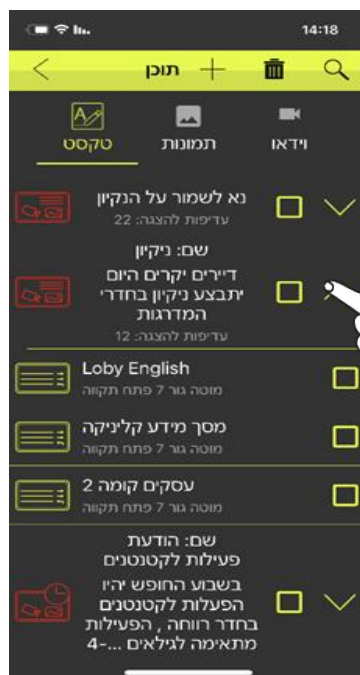 14:18
תוכן
וידאו
תמונות
טקסט
נא לשמור על הנקיון
עדיפות להצגה: 22
שם: ניקיון
דיירים יקרים היום
יתבצע ניקיון בחדרי
המדרגות
עדיפות להצגה: 12
Loby English
מוטה גור 7 פתח תקווה
מסך מידע קליניקה
מוטה גור 7 פתח תקווה
עסקים קומה 2
מוטה גור 7 פתח תקווה
שם: הודעת
פעילות לקטנטנים
בשבוע החופש יהיו
הפעלות לקטנטנים
בחדר רווחה , הפעילות
מתאימה לגילאים ...-4